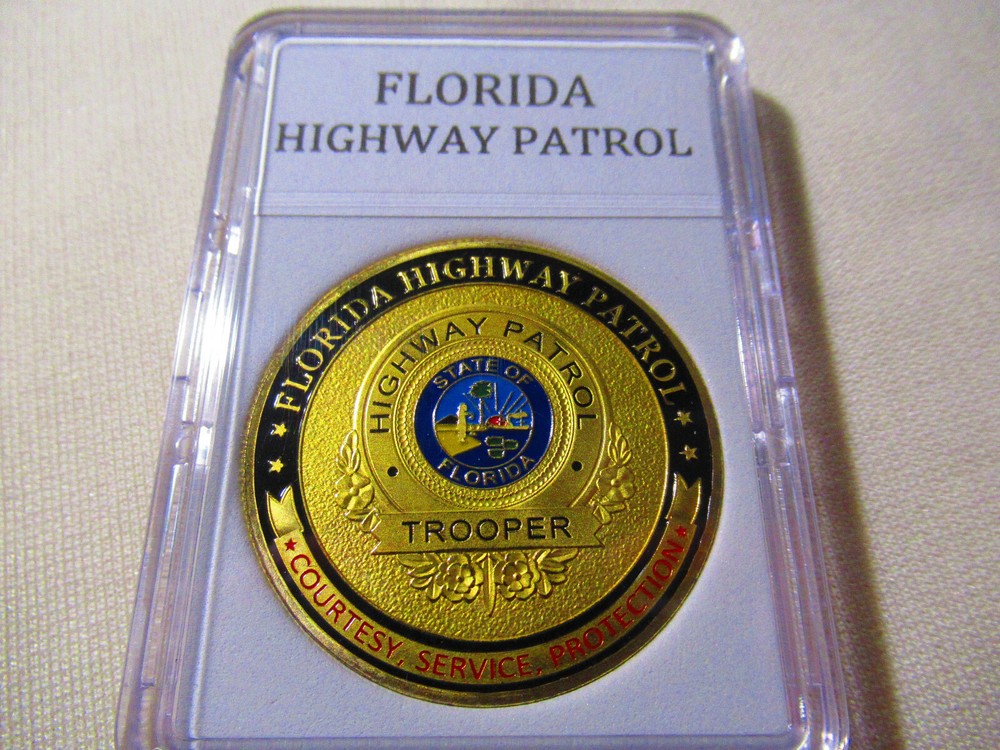 FLORIDA
HIGHWAY PATROL
FLORIDA HIGHWAY PATROL
HIGHWAY PATROL
STATE OF
FLORIDA
TROOPER
COURTESY, SERVICE, PROTECTION